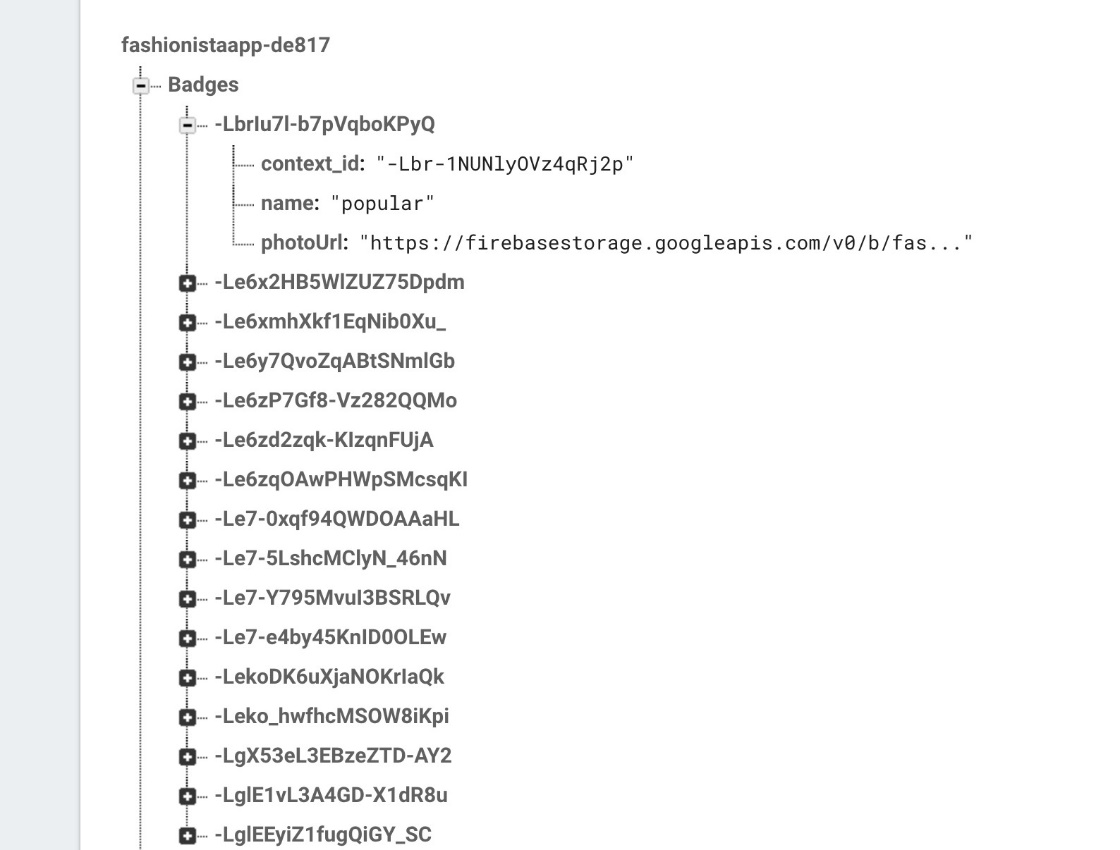 fashionistaapp-de817
Badges
-LbrIu7l-b7pVqboKPyQ
context_id: "-Lbr-1NUNlyOVz4qRj2p"
name: "popular"
photoUrl: "https://firebasestorage.googleapis.com/v0/b/fas..."
-Le6x2HB5WlZUZ75Dpdm
-Le6xmhXkf1EqNib0Xu_
-Le6y7QvoZqABtSNmlGb
-Le6zP7Gf8-Vz282QQMo
-Le6zd2zqk-KIzqnFUjA
-Le6zqOAwPHWpSMcsqKI
-Le7-0xqf94QWDOAAaHL
-Le7-5LshcMClyN_46nN
-Le7-Y795MvuI3BSRLQv
-Le7-e4by45KnID0OLEw
-LekoDK6uXjaNOKrIaQk
-Leko_hwfhcMSOW8iKpi
-LgX53eL3EBzeZTD-AY2
-LglE1vL3A4GD-X1dR8u
-LglEEyiZ1fugQiGY_SC